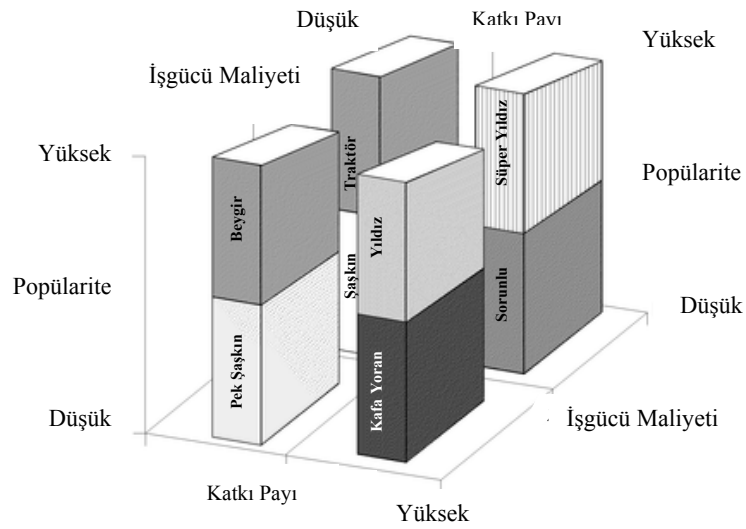 Düşük
Katkı Payı
Yüksek
İşgücü Maliyeti
Yüksek
Traktör
Süper Yıldız
Popülarite
Beygir
Yıldız
Popülarite
Şaşkın
Sorunlu
Düşük
Pek Şaşkın
Kafa Yoran
Düşük
İşgücü Maliyeti
Katkı Payı
Yüksek